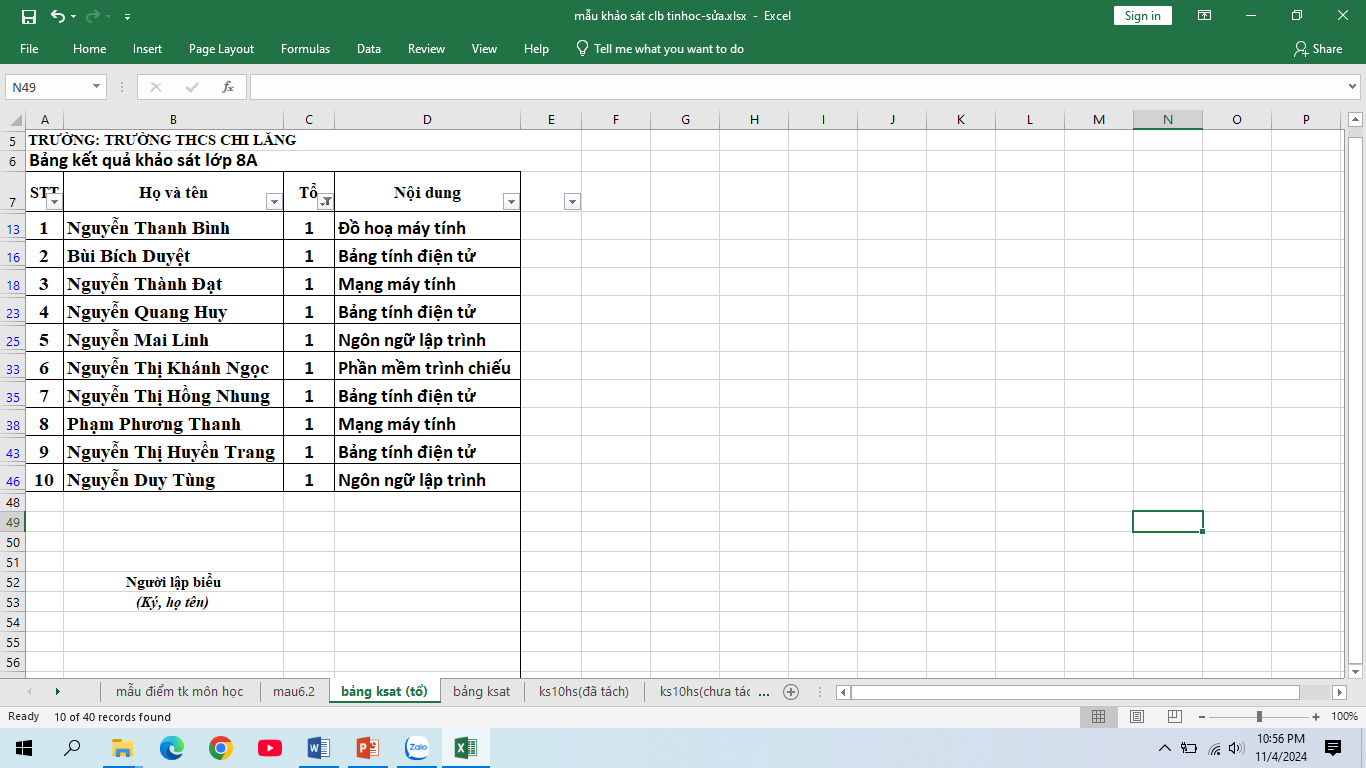 mẫu khảo sát clb tinhoc-sửa.xlsx - Excel
Sign in
File Home Insert Page Layout Formulas Data Review View Help Tell me what you want to do Share
N49 fx
A B C D E F G H I J K L M N O P
5 TRƯỜNG: TRƯỜNG THCS CHI LĂNG
6 Bảng kết quả khảo sát lớp 8A
7 STT Họ và tên Tổ Nội dung
13 1 Nguyễn Thanh Bình 1 Đồ hoạ máy tính
16 2 Bùi Bích Duyệt 1 Bảng tính điện tử
18 3 Nguyễn Thành Đạt 1 Mạng máy tính
23 4 Nguyễn Quang Huy 1 Bảng tính điện tử
25 5 Nguyễn Mai Linh 1 Ngôn ngữ lập trình
33 6 Nguyễn Thị Khánh Ngọc 1 Phần mềm trình chiếu
35 7 Nguyễn Thị Hồng Nhung 1 Bảng tính điện tử
38 8 Phạm Phương Thanh 1 Mạng máy tính
43 9 Nguyễn Thị Huyền Trang 1 Bảng tính điện tử
46 10 Nguyễn Duy Tùng 1 Ngôn ngữ lập trình
48
49
50
51
52 Người lập biểu
53 (Ký, họ tên)
54
55
56
mẫu điểm tk môn học mau6.2 bảng ksat (tổ) bảng ksat ks10hs(đã tách) ks10hs(chưa tác ...
Ready 10 of 40 records found 100%
Zalo
10:56 PM
11/4/2024